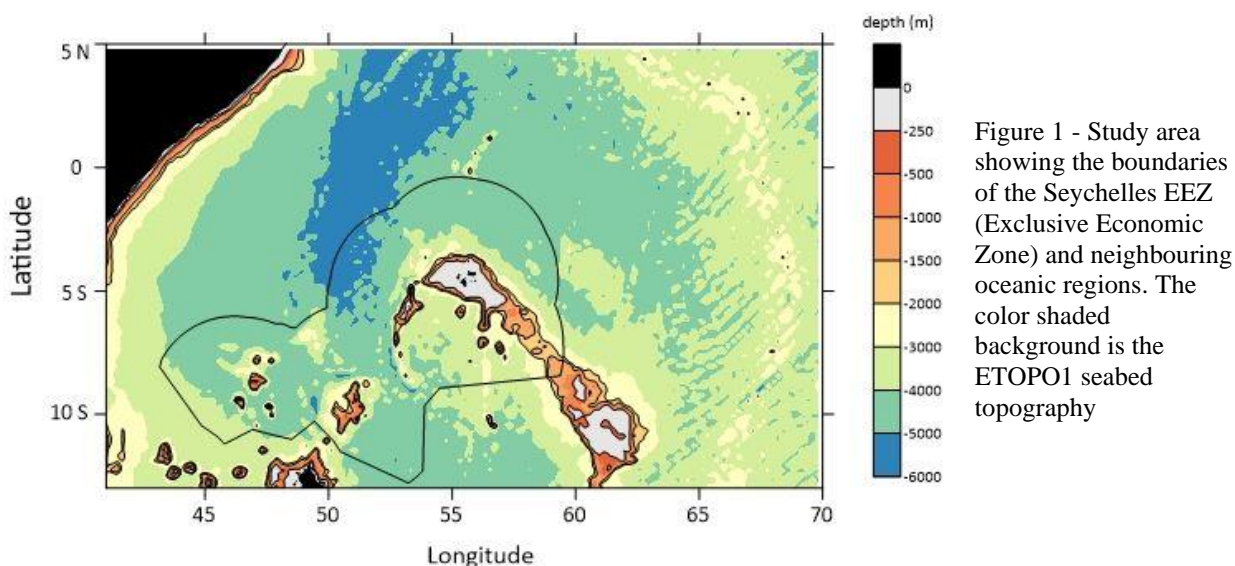 depth (m)
5 N
0
5 S
10 S
Latitude
45
50
55
60
65
70
Longitude
0
-250
-500
-1000
-1500
-2000
-3000
-4000
-5000
-6000
Figure 1 - Study area
showing the boundaries
of the Seychelles EEZ
(Exclusive Economic
Zone) and neighbouring
oceanic regions. The
color shaded
background is the
ETOPO1 seabed
topography